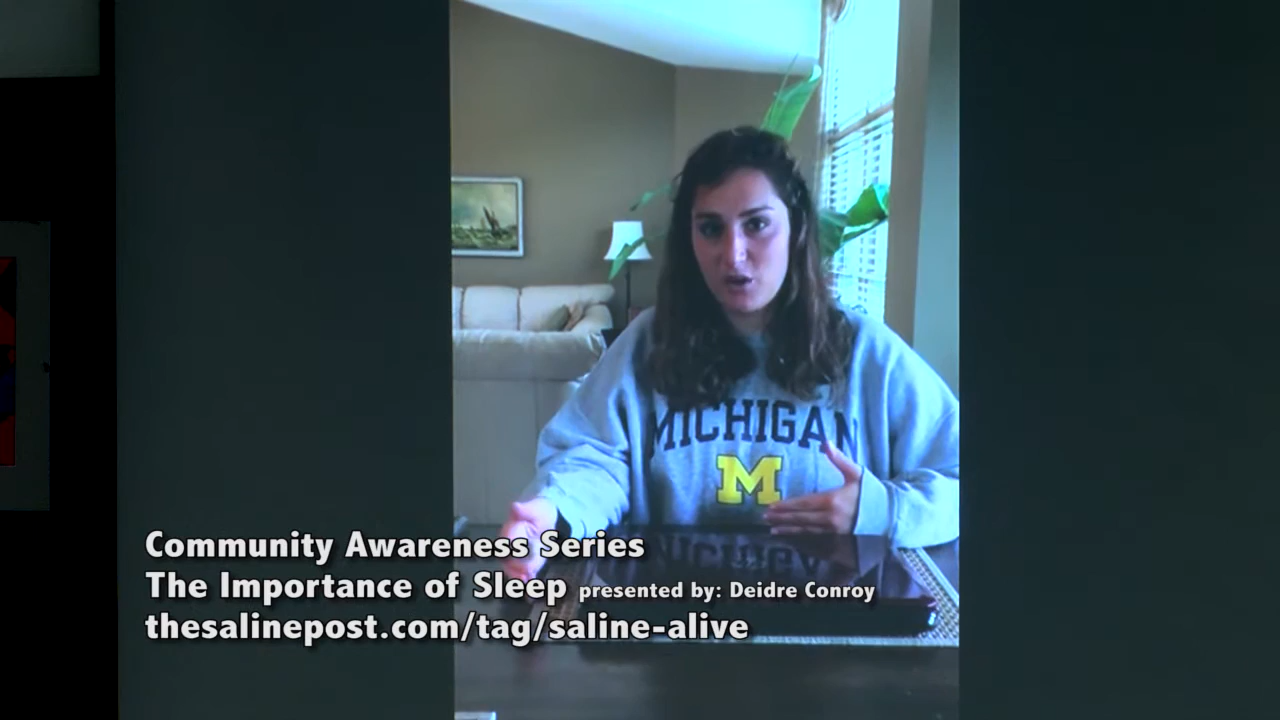 MICHIGAN
M
Community Awareness Series
The Importance of Sleep presented by: Deidre Conroy
thesalinepost.com/tag/saline-alive